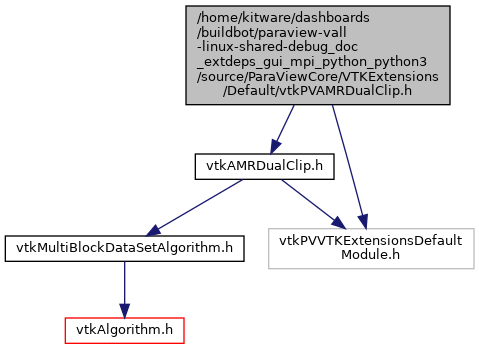 /home/kitware/dashboards
/buildbot/paraview-vall
-linux-shared-debug_doc
_extdeps_gui_mpi_python_python3
/source/ParaViewCore/VTKExtensions
/Default/vtkPVAMRDualClip.h
vtkAMRDualClip.h
vtkMultiBlockDataSetAlgorithm.h
vtkPVVTKExtensionsDefault
Module.h
vtkAlgorithm.h